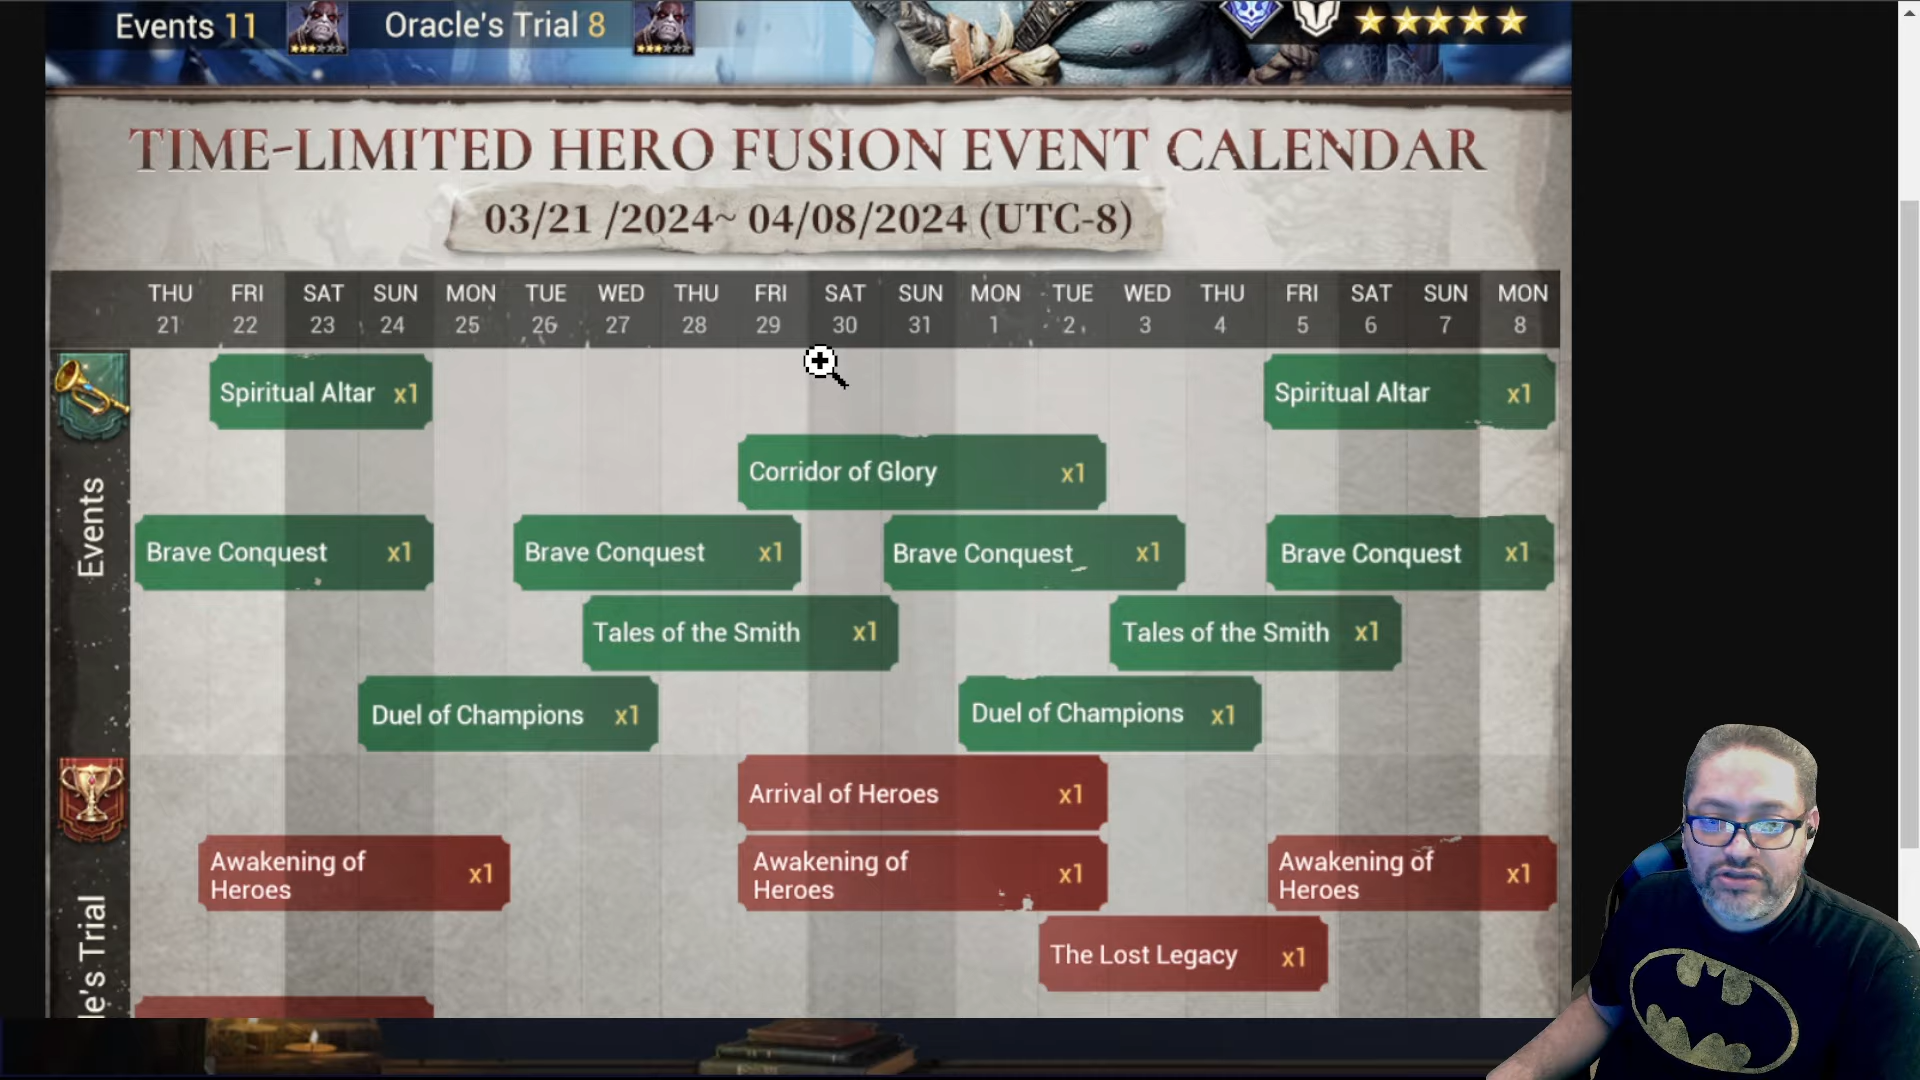 Events 11
Oracle's Trial 8
TIME-LIMITED HERO FUSION EVENT CALENDAR
03/21 /2024~ 04/08/2024 (UTC-8)
THU FRI SAT SUN MON TUE WED THU FRI SAT SUN MON TUE WED THU FRI SAT SUN MON
21 22 23 24 25 26 27 28 29 30 31 1 2 3 4 5 6 7 8
Events
Spiritual Altar x1
Spiritual Altar x1
Corridor of Glory x1
Brave Conquest x1
Brave Conquest x1
Brave Conquest x1
Brave Conquest x1
Tales of the Smith x1
Tales of the Smith x1
Duel of Champions x1
Duel of Champions x1
le's Trial
Arrival of Heroes x1
Awakening of
Heroes x1
Awakening of
Heroes x1
Awakening of
Heroes x1
The Lost Legacy x1